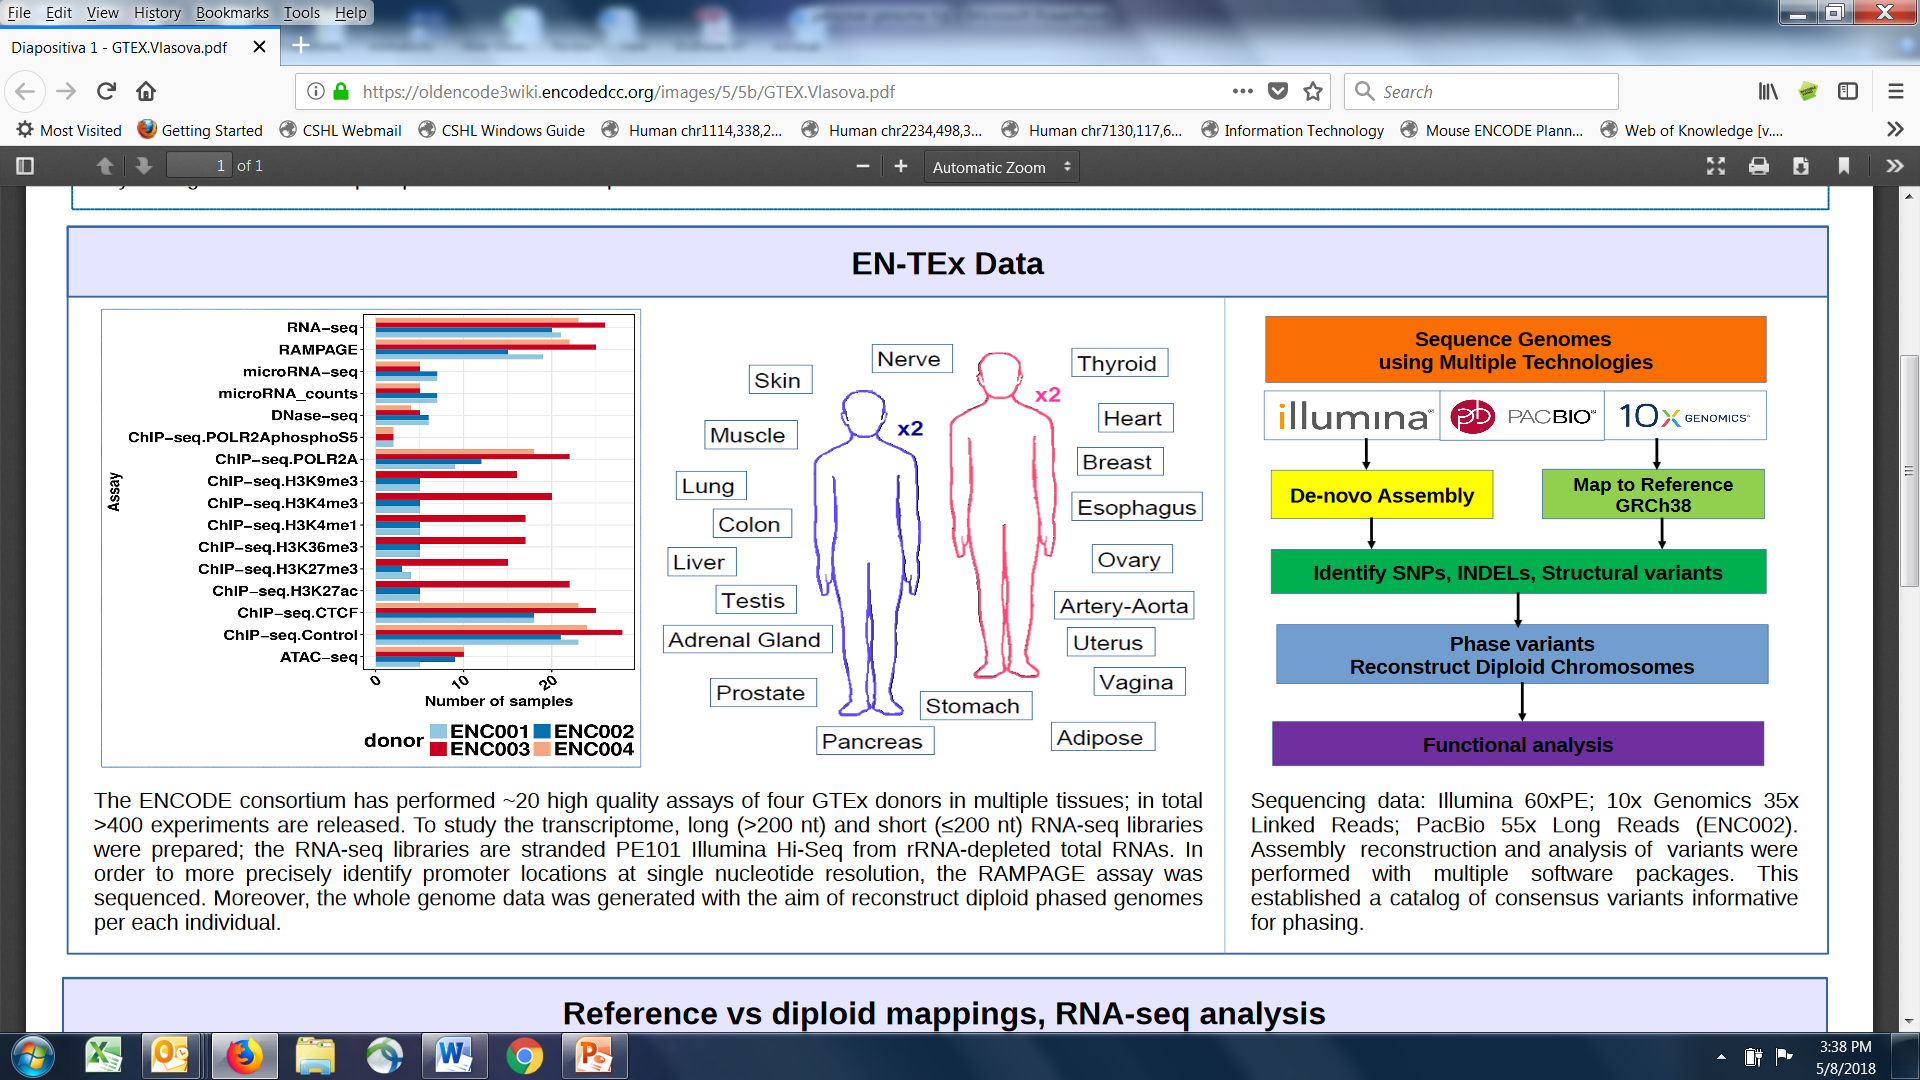 File Edit View History Bookmarks Tools Help
Diapositiva 1 - GTEX.Vlasova.pdf
https://oldencode3wiki.encodedcc.org/images/5/5b/GTEX.Vlasova.pdf
Search
Most Visited Getting Started CSHL Webmail CSHL Windows Guide Human chr1114,338,2... Human chr2234,498,3... Human chr7130,117,6... Information Technology Mouse ENCODE Plann... Web of Knowledge [v....
1 of 1
Automatic Zoom
EN-TEx Data
Assay
RNA-seq
RAMPAGE
microRNA-seq
microRNA_counts
DNase-seq
ChIP-seq.POLR2AphosphoS5
ChIP-seq.POLR2A
ChIP-seq.H3K9me3
ChIP-seq.H3K4me3
ChIP-seq.H3K4me1
ChIP-seq.H3K36me3
ChIP-seq.H3K27me3
ChIP-seq.H3K27ac
ChIP-seq.CTCF
ChIP-seq.Control
ATAC-seq
0 10 20
Number of samples
donor
ENC001 ENC002
ENC003 ENC004
Nerve
Skin
Muscle
Lung
Colon
Liver
Testis
Adrenal Gland
Prostate
Pancreas
x2
x2
Thyroid
Heart
Breast
Esophagus
Ovary
Artery-Aorta
Uterus
Vagina
Stomach
Adipose
Sequence Genomes
using Multiple Technologies
illumina®
PACBIO
10x GENOMICS
De-novo Assembly
Map to Reference
GRCh38
Identify SNPs, INDELs, Structural variants
Phase variants
Reconstruct Diploid Chromosomes
Functional analysis
The ENCODE consortium has performed ~20 high quality assays of four GTEx donors in multiple tissues; in total
>400 experiments are released. To study the transcriptome, long (>200 nt) and short (≤200 nt) RNA-seq libraries
were prepared; the RNA-seq libraries are stranded PE101 Illumina Hi-Seq from rRNA-depleted total RNAs. In
order to more precisely identify promoter locations at single nucleotide resolution, the RAMPAGE assay was
sequenced. Moreover, the whole genome data was generated with the aim of reconstruct diploid phased genomes
per each individual.
Sequencing data: Illumina 60xPE; 10x Genomics 35x
Linked Reads; PacBio 55x Long Reads (ENC002).
Assembly reconstruction and analysis of variants were
performed with multiple software packages. This
established a catalog of consensus variants informative
for phasing.
Reference vs diploid mappings, RNA-seq analysis
3:38 PM
5/8/2018